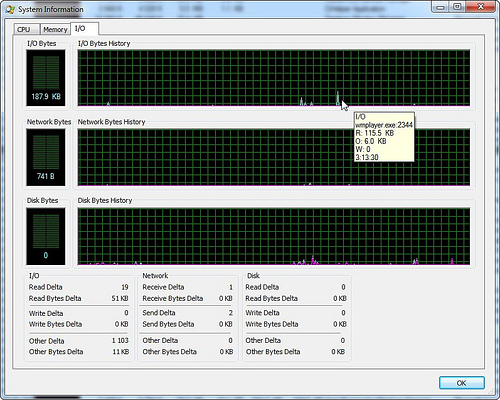 System Information
CPU Memory I/O
I/O Bytes I/O Bytes History
187.9 KB
I/O
wmplayer.exe:2344
R: 115.5 KB
O: 6.0 KB
W: 0
3:13:30
Network Bytes Network Bytes History
741 B
Disk Bytes Disk Bytes History
0
I/O Network Disk
Read Delta 19 Receive Delta 1 Read Delta 0
Read Bytes Delta 51 KB Receive Bytes Delta 0 KB Read Bytes Delta 0 KB
Write Delta 0 Send Delta 2 Write Delta 0
Write Bytes Delta 0 KB Send Bytes Delta 0 KB Write Bytes Delta 0 KB
Other Delta 1 103 Other Delta 0 Other Delta 0
Other Bytes Delta 11 KB Other Bytes Delta 0 KB Other Bytes Delta 0 KB
OK